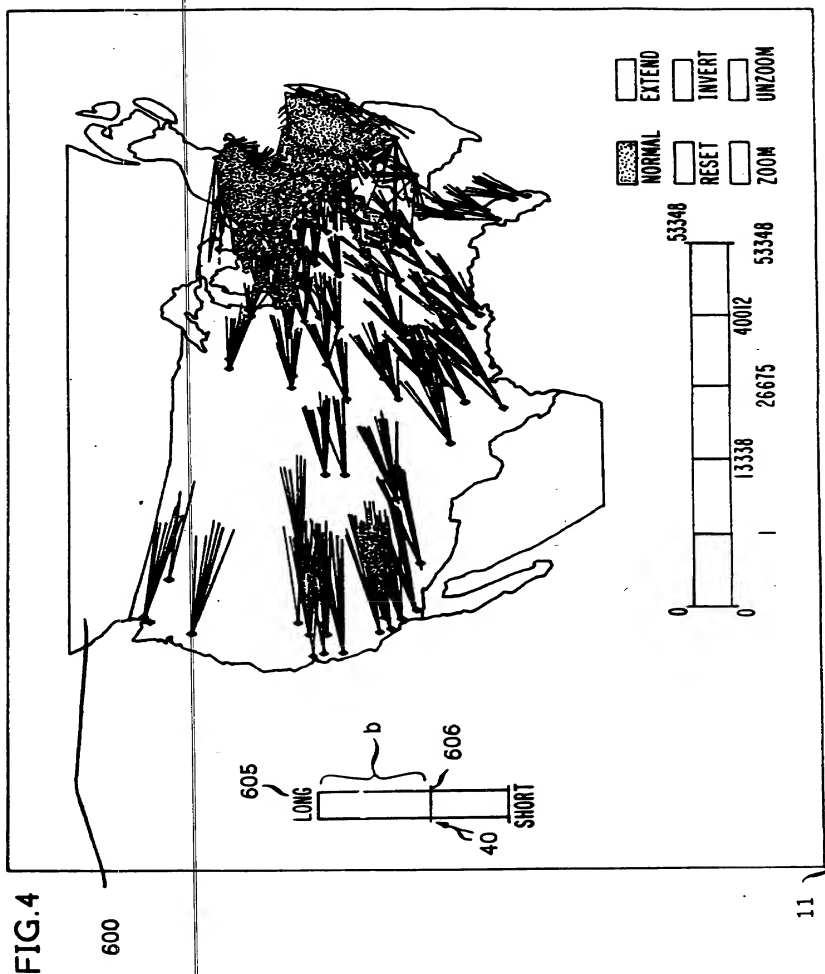 FIG.4
600
11
LONG
605
b
606
40
SHORT
0 53348
0 1 13338 26675 40012 53348
NORMAL EXTEND
RESET INVERT
ZOOM UNZOOM